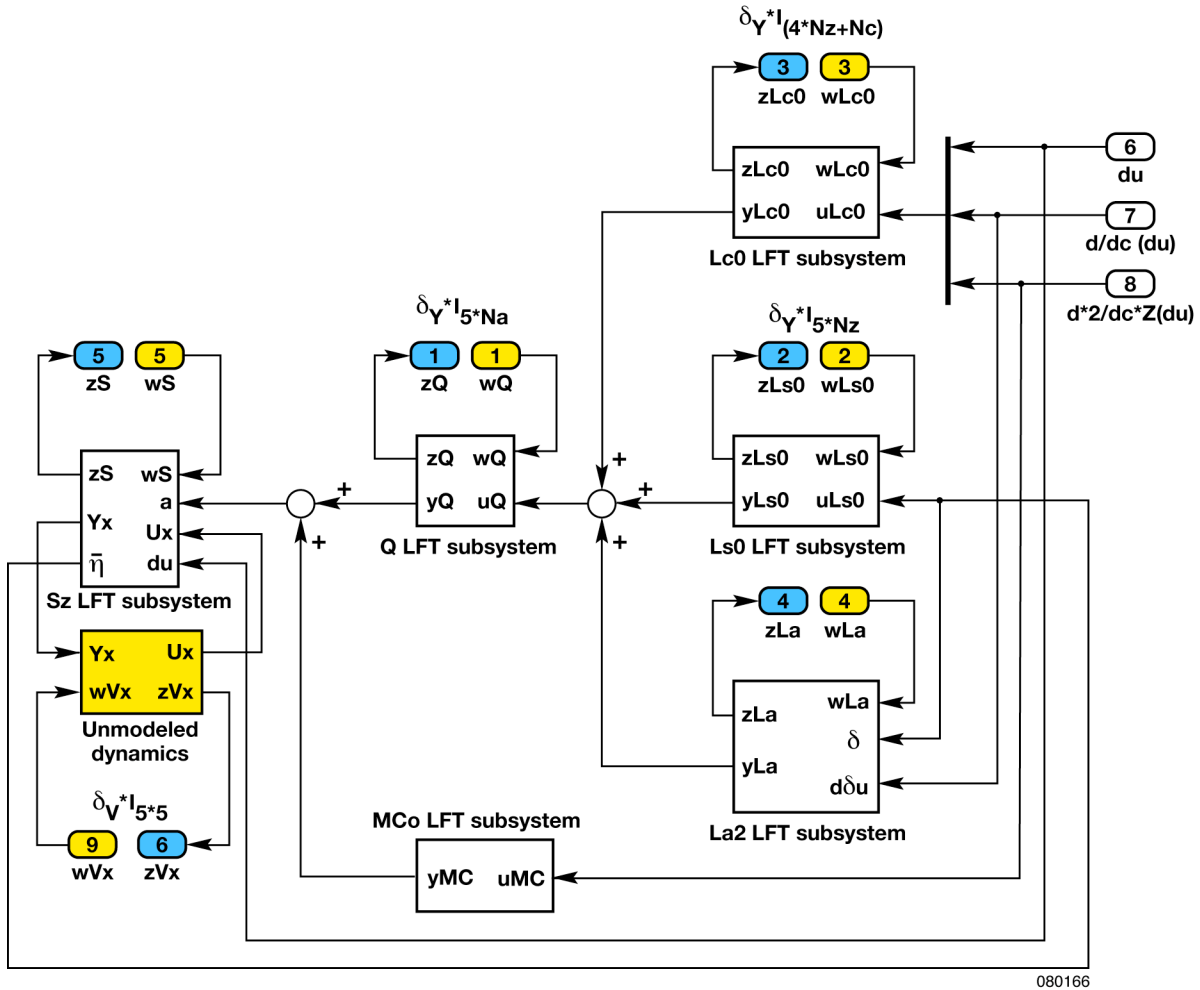 δY*I(4*Nz+Nc)
3 3
zLc0 wLc0
zLc0 wLc0
yLc0 uLc0
Lc0 LFT subsystem
6
du
7
d/dc (du)
8
d*2/dc*Z(du)
δY*I5*Nz
2 2
zLs0 wLs0
zLs0 wLs0
yLs0 uLs0
Ls0 LFT subsystem
+
+
+
δY*I5*Na
1 1
zQ wQ
zQ wQ
yQ uQ
Q LFT subsystem
+
+
5 5
zS wS
zS wS
a
Yx
Ux
η̄ du
Sz LFT subsystem
Yx Ux
wVx zVx
Unmodeled
dynamics
δV*I5*5
9 6
wVx zVx
4 4
zLa wLa
wLa
zLa
δ
yLa
dδu
La2 LFT subsystem
MCo LFT subsystem
yMC uMC
080166